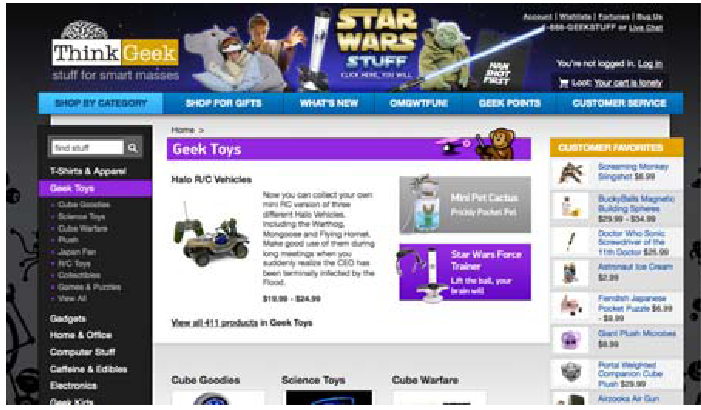 STAR
WARS
STUFF
CLICK HERE, YOU WILL
HAN
SHOT
FIRST
Account | Wishlists | Fortunes | Bug Us
-888-GEEKSTUFF or Live Chat
ThinkGeek
stuff for smart masses
You're not logged in. Log in
Loot: Your cart is lonely
SHOP BY CATEGORY
SHOP FOR GIFTS
WHAT'S NEW
OMGWTFUN!
GEEK POINTS
CUSTOMER SERVICE
find stuff
T-Shirts & Apparel
Geek Toys
Cube Goodies
Science Toys
Cube Warfare
Plush
Japan Fan
R/C Toys
Collectibles
Games & Puzzles
View All
Gadgets
Home & Office
Computer Stuff
Caffeine & Edibles
Electronics
Geek Kids
Home >
Geek Toys
Halo R/C Vehicles
Now you can collect your own
mini RC version of three
different Halo Vehicles.
Including the Warthog,
Mongoose and Flying Hornet.
Make good use of them during
long meetings when you
suddenly realize the CEO has
been terminally infected by the
Flood.
$19.99 - $24.99
View all 411 products in Geek Toys
Mini Pet Cactus
Prickly Pocket Pet
Star Wars Force
Trainer
Lift the ball, your
brain will
Cube Goodies
Science Toys
Cube Warfare
CUSTOMER FAVORITES
Screaming Monkey
Slingshot $6.99
BuckyBalls Magnetic
Building Spheres
$29.99 - $34.99
Doctor Who Sonic
Screwdriver of the
11th Doctor $25.99
Astronaut Ice Cream
$2.99
Fiendish Japanese
Pocket Puzzle $6.99
- $9.99
Giant Plush Microbes
$8.99
Portal Weighted
Companion Cube
Plush $29.99
Airzooka Air Gun